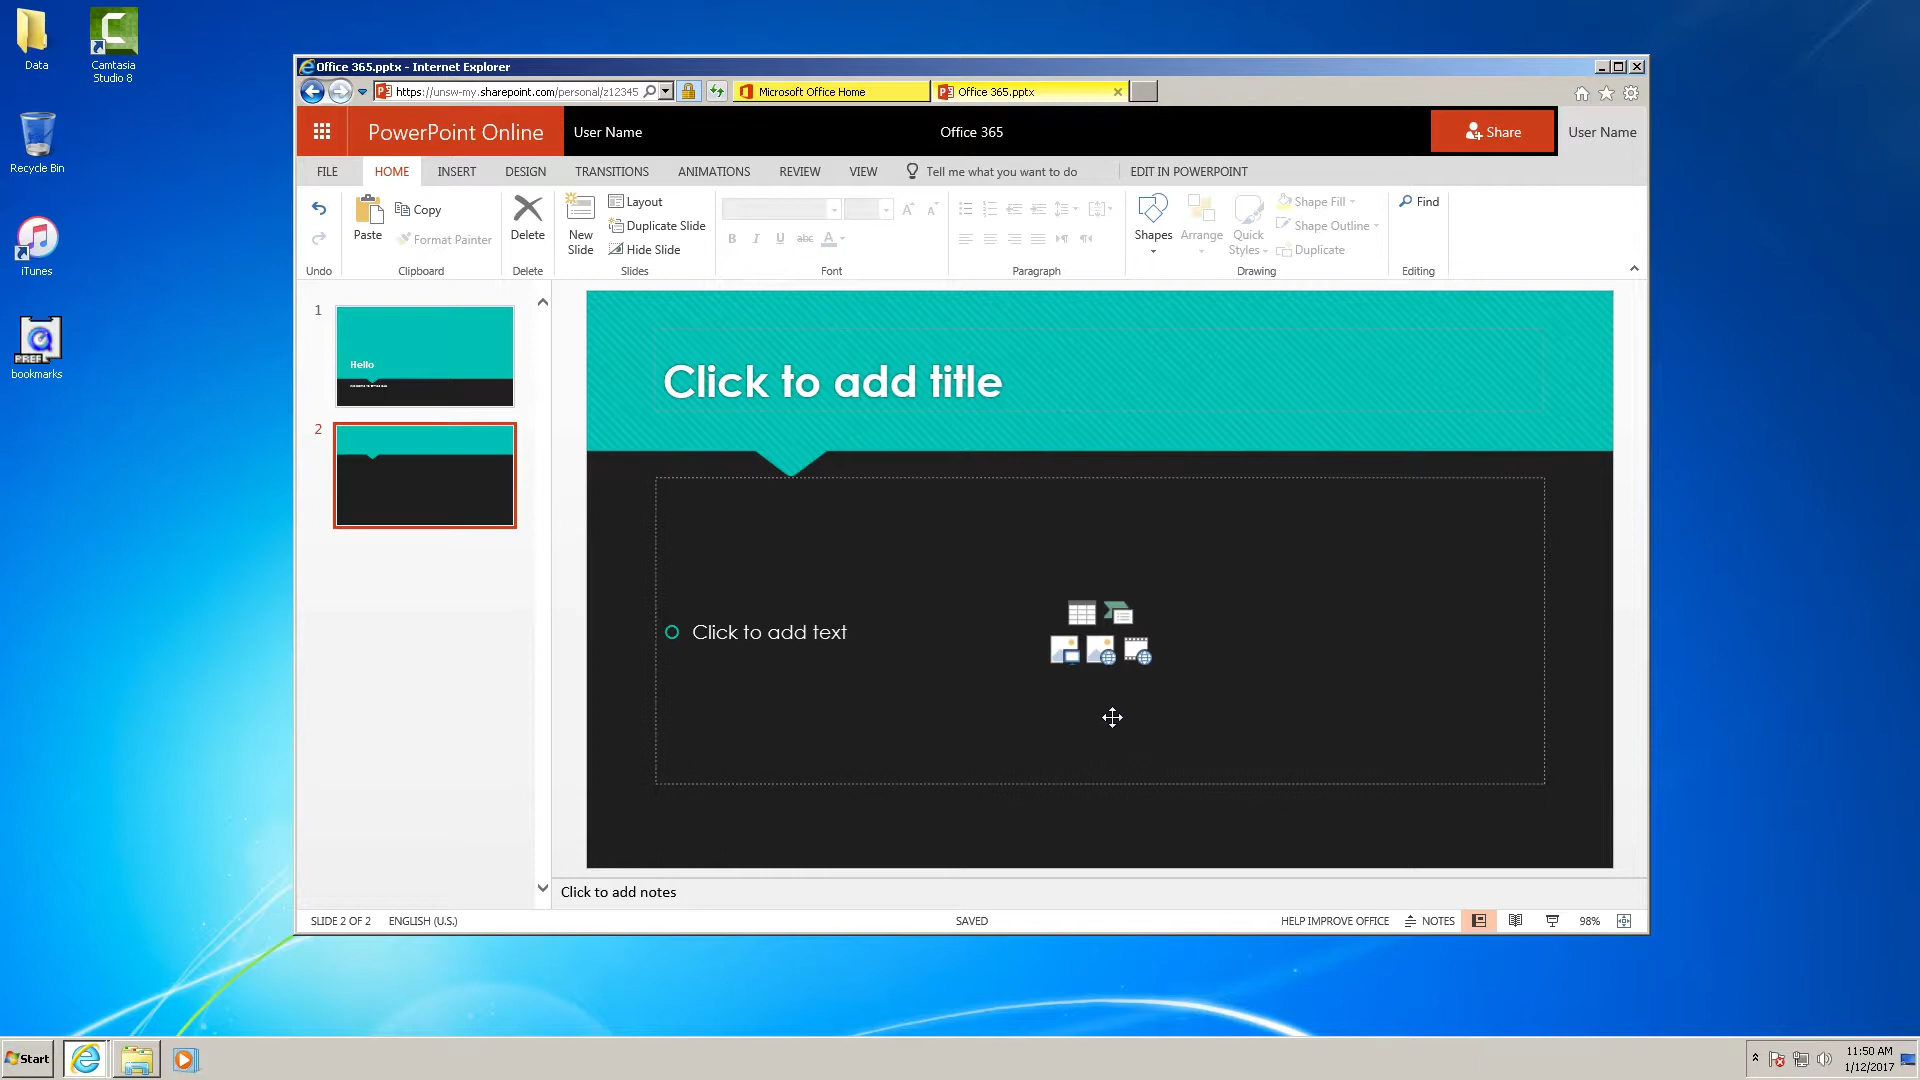 Data
Camtasia
Studio 8
Recycle Bin
iTunes
PREF
bookmarks
Office 365.pptx - Internet Explorer
https://unsw-my.sharepoint.com/personal/z12345
Microsoft Office Home
Office 365.pptx
PowerPoint Online
User Name
Office 365
Share
User Name
FILE
HOME
INSERT
DESIGN
TRANSITIONS
ANIMATIONS
REVIEW
VIEW
Tell me what you want to do
EDIT IN POWERPOINT
Undo
Paste
Copy
Format Painter
Clipboard
Delete
Delete
New
Slide
Layout
Duplicate Slide
Hide Slide
Slides
B I U abc A
Font
Paragraph
Shapes
Arrange
Quick
Styles
Shape Fill
Shape Outline
Duplicate
Drawing
Find
Editing
1
Hello
2
Click to add title
Click to add text
Click to add notes
SLIDE 2 OF 2
ENGLISH (U.S.)
SAVED
HELP IMPROVE OFFICE
NOTES
98%
Start
11:50 AM
1/12/2017